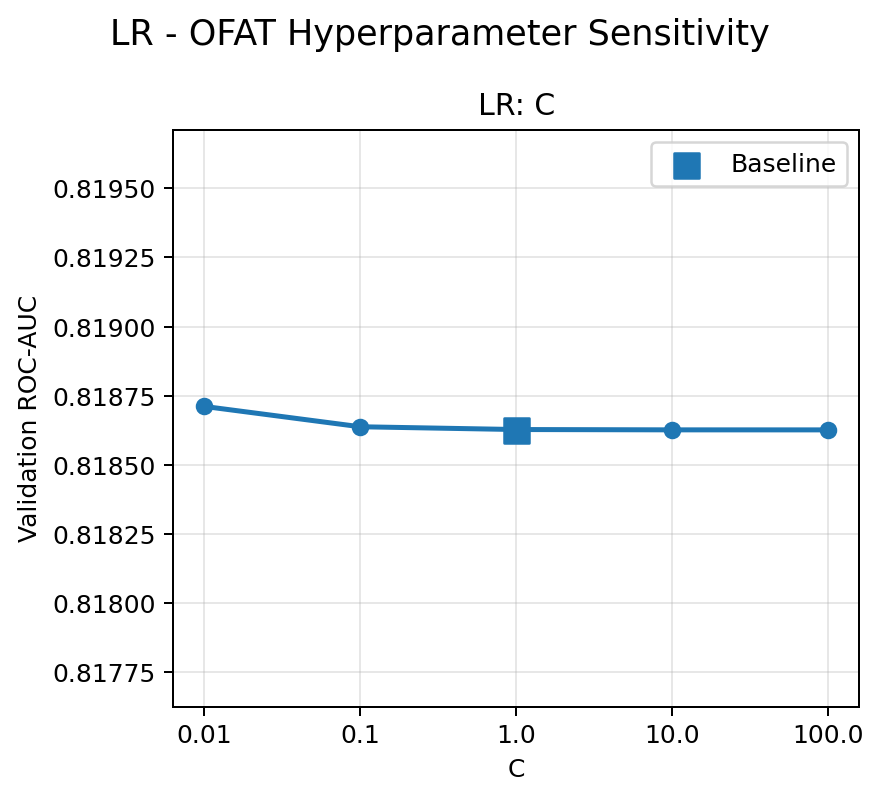 LR - OFAT Hyperparameter Sensitivity
LR: C
Baseline
Validation ROC-AUC
0.81950
0.81925
0.81900
0.81875
0.81850
0.81825
0.81800
0.81775
0.01 0.1 1.0 10.0 100.0
C